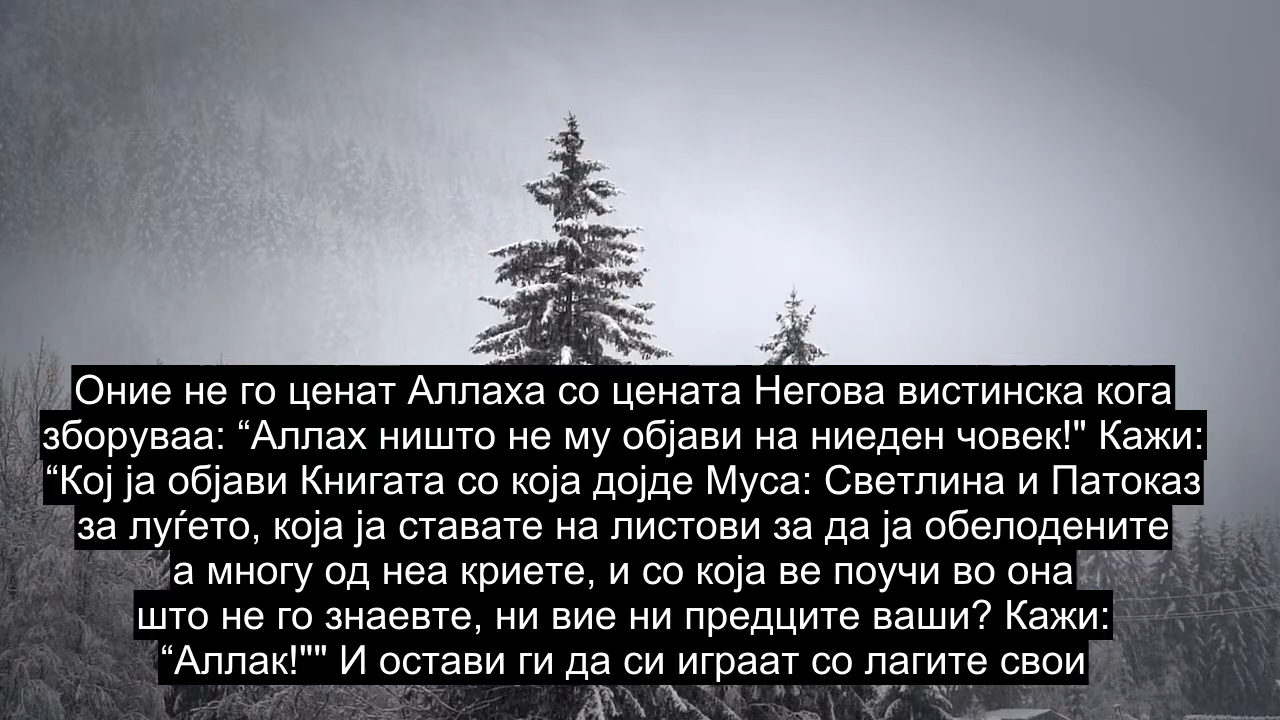 Оние не го ценат Аллаха со цената Негова вистинска кога
зборуваа: “Аллах ништо не му објави на ниеден човек!" Кажи:
“Кој ја објави Книгата со која дојде Муса: Светлина и Патоказ
за луѓето, која ја ставате на листови за да ја обелодените
а многу од неа криете, и со која ве поучи во она
што не го знаевте, ни вие ни предците ваши? Кажи:
“Аллак!"" И остави ги да си играат со лагите свои